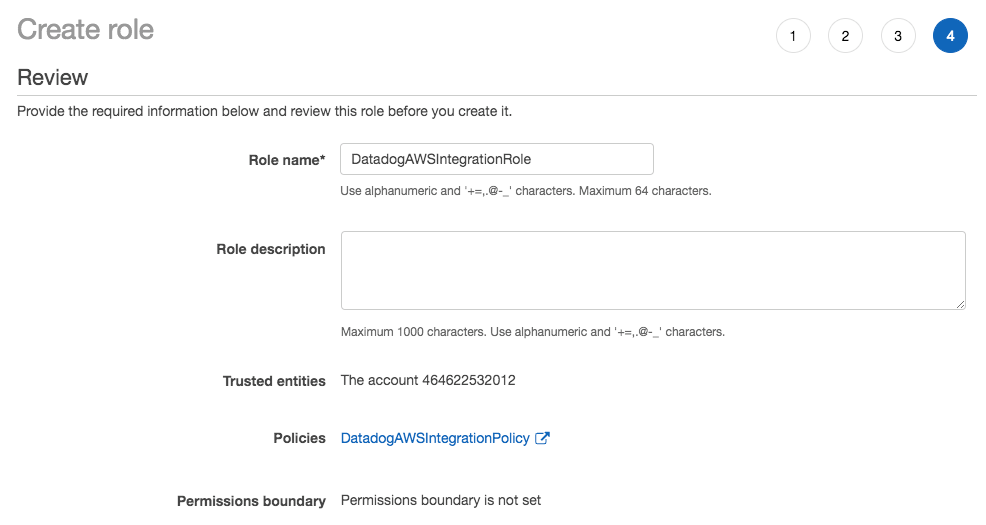 Create role
1 2 3 4
Review
Provide the required information below and review this role before you create it.
Role name* DatadogAWSIntegrationRole
Use alphanumeric and '+=,.@-_' characters. Maximum 64 characters.
Role description
Maximum 1000 characters. Use alphanumeric and '+=,.@-_' characters.
Trusted entities The account 464622532012
Policies DatadogAWSIntegrationPolicy
Permissions boundary Permissions boundary is not set